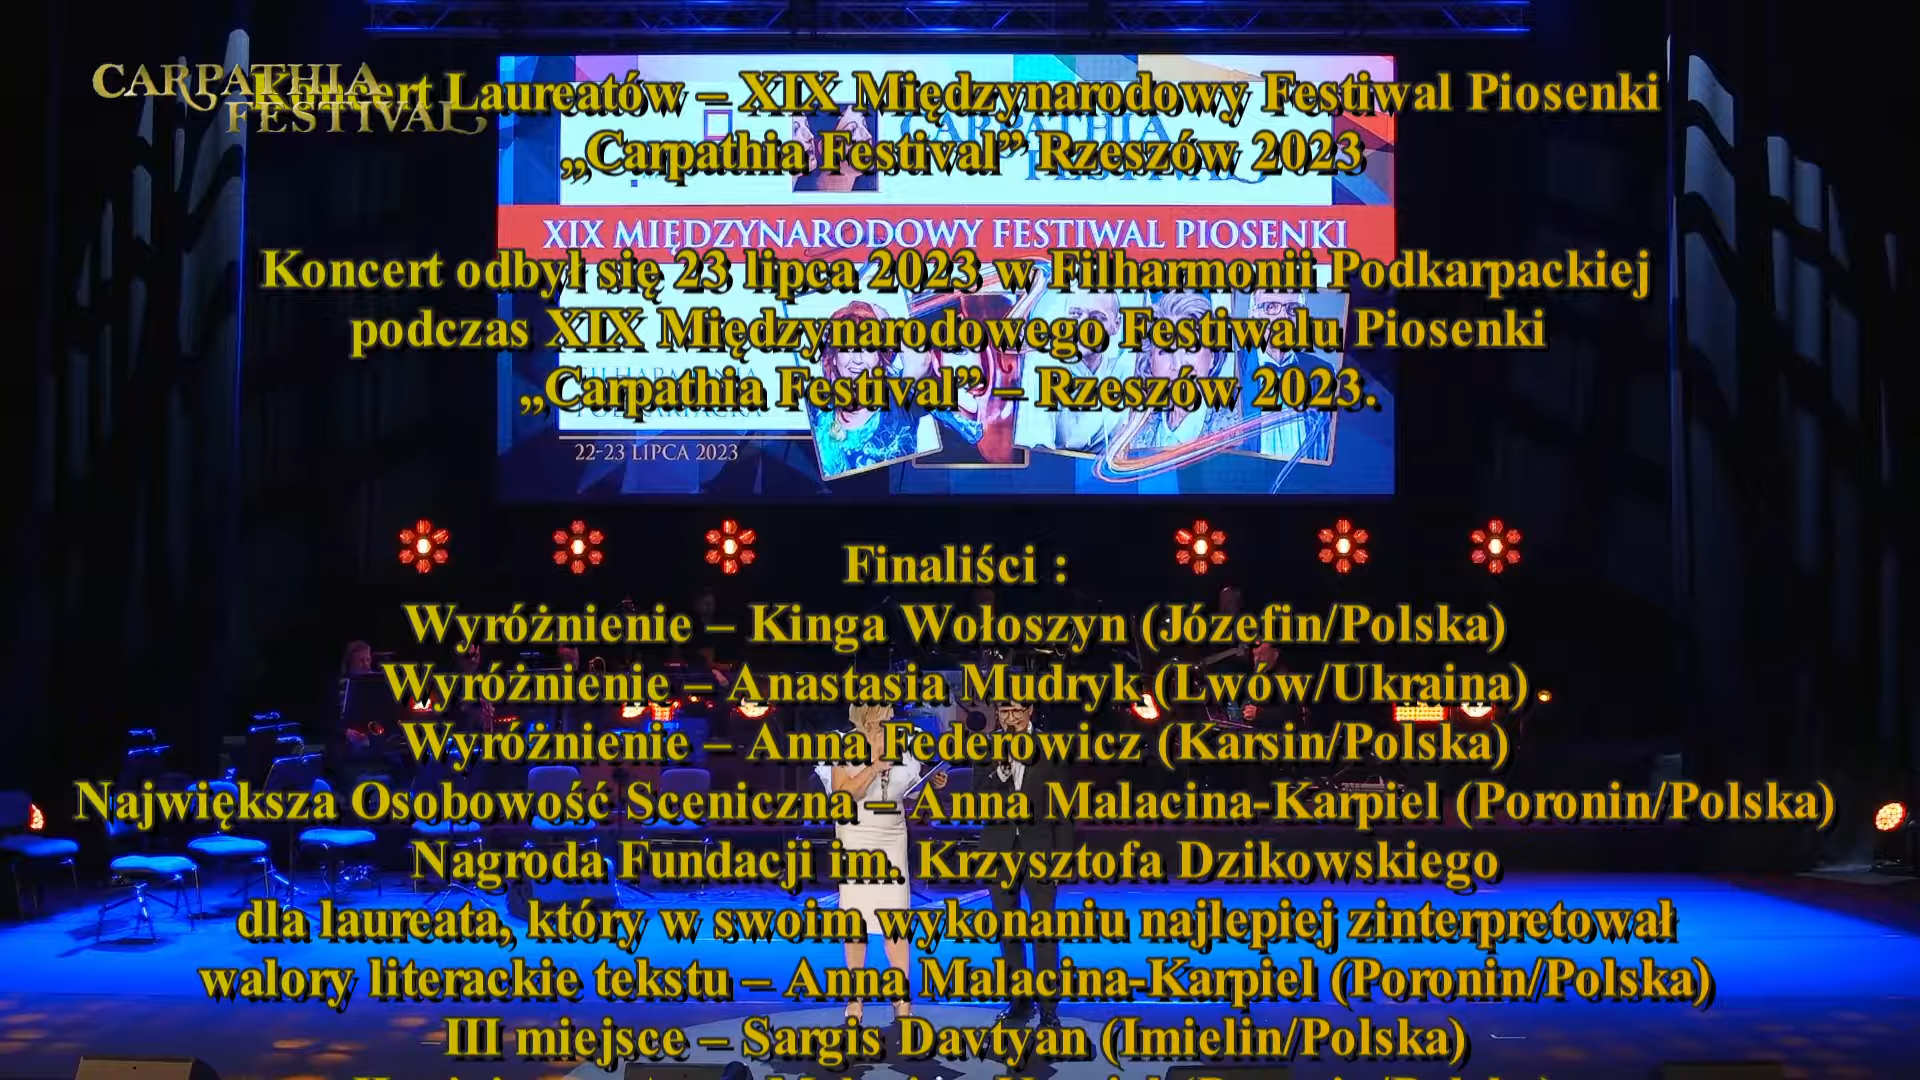 CARPATHIA
FESTIVAL
Koncert Laureatów – XIX Międzynarodowy Festiwal Piosenki
„Carpathia Festival” Rzeszów 2023
CARPATHIA
FESTIVAL
XIX MIĘDZYNARODOWY FESTIWAL PIOSENKI
Koncert odbył się 23 lipca 2023 w Filharmonii Podkarpackiej
podczas XIX Międzynarodowego Festiwalu Piosenki
„Carpathia Festival” – Rzeszów 2023.
FILHARMONIA
PODKARPACKA
22-23 LIPCA 2023
Finaliści :
Wyróżnienie – Kinga Wołoszyn (Józefin/Polska)
Wyróżnienie – Anastasia Mudryk (Lwów/Ukraina)
Wyróżnienie – Anna Federowicz (Karsin/Polska)
Największa Osobowość Sceniczna – Anna Malacina-Karpiel (Poronin/Polska)
Nagroda Fundacji im. Krzysztofa Dzikowskiego
dla laureata, który w swoim wykonaniu najlepiej zinterpretował
walory literackie tekstu – Anna Malacina-Karpiel (Poronin/Polska)
III miejsce – Sargis Davtyan (Imielin/Polska)